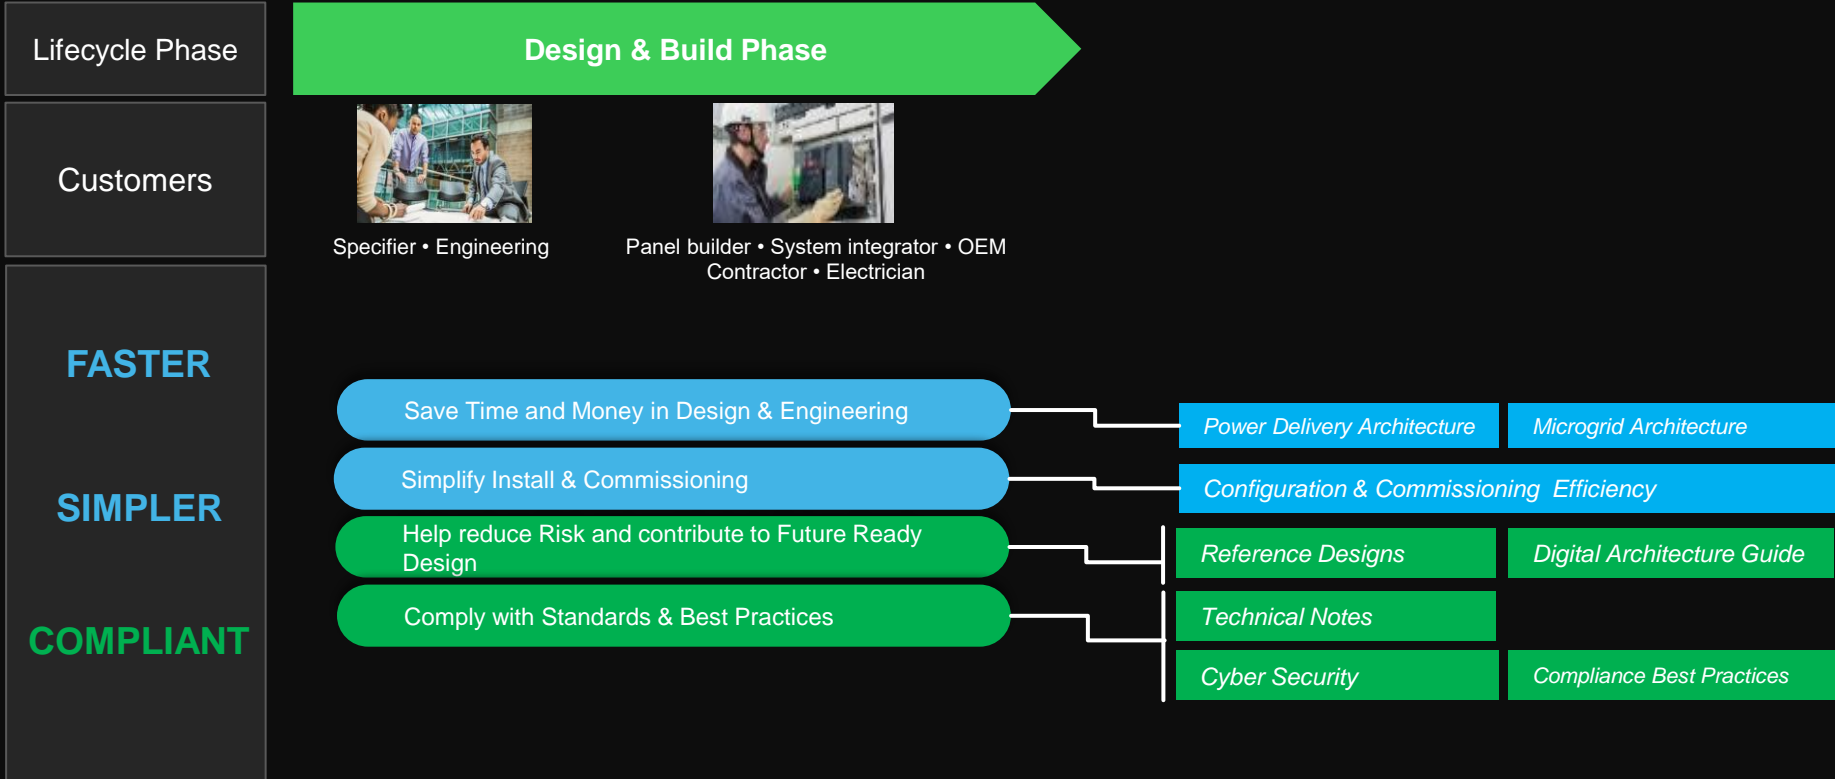 Lifecycle Phase
Design & Build Phase
Customers
Specifier • Engineering
Panel builder • System integrator • OEM
Contractor • Electrician
FASTER
SIMPLER
COMPLIANT
Save Time and Money in Design & Engineering
Power Delivery Architecture
Microgrid Architecture
Simplify Install & Commissioning
Configuration & Commissioning Efficiency
Help reduce Risk and contribute to Future Ready
Design
Reference Designs
Digital Architecture Guide
Comply with Standards & Best Practices
Technical Notes
Cyber Security
Compliance Best Practices